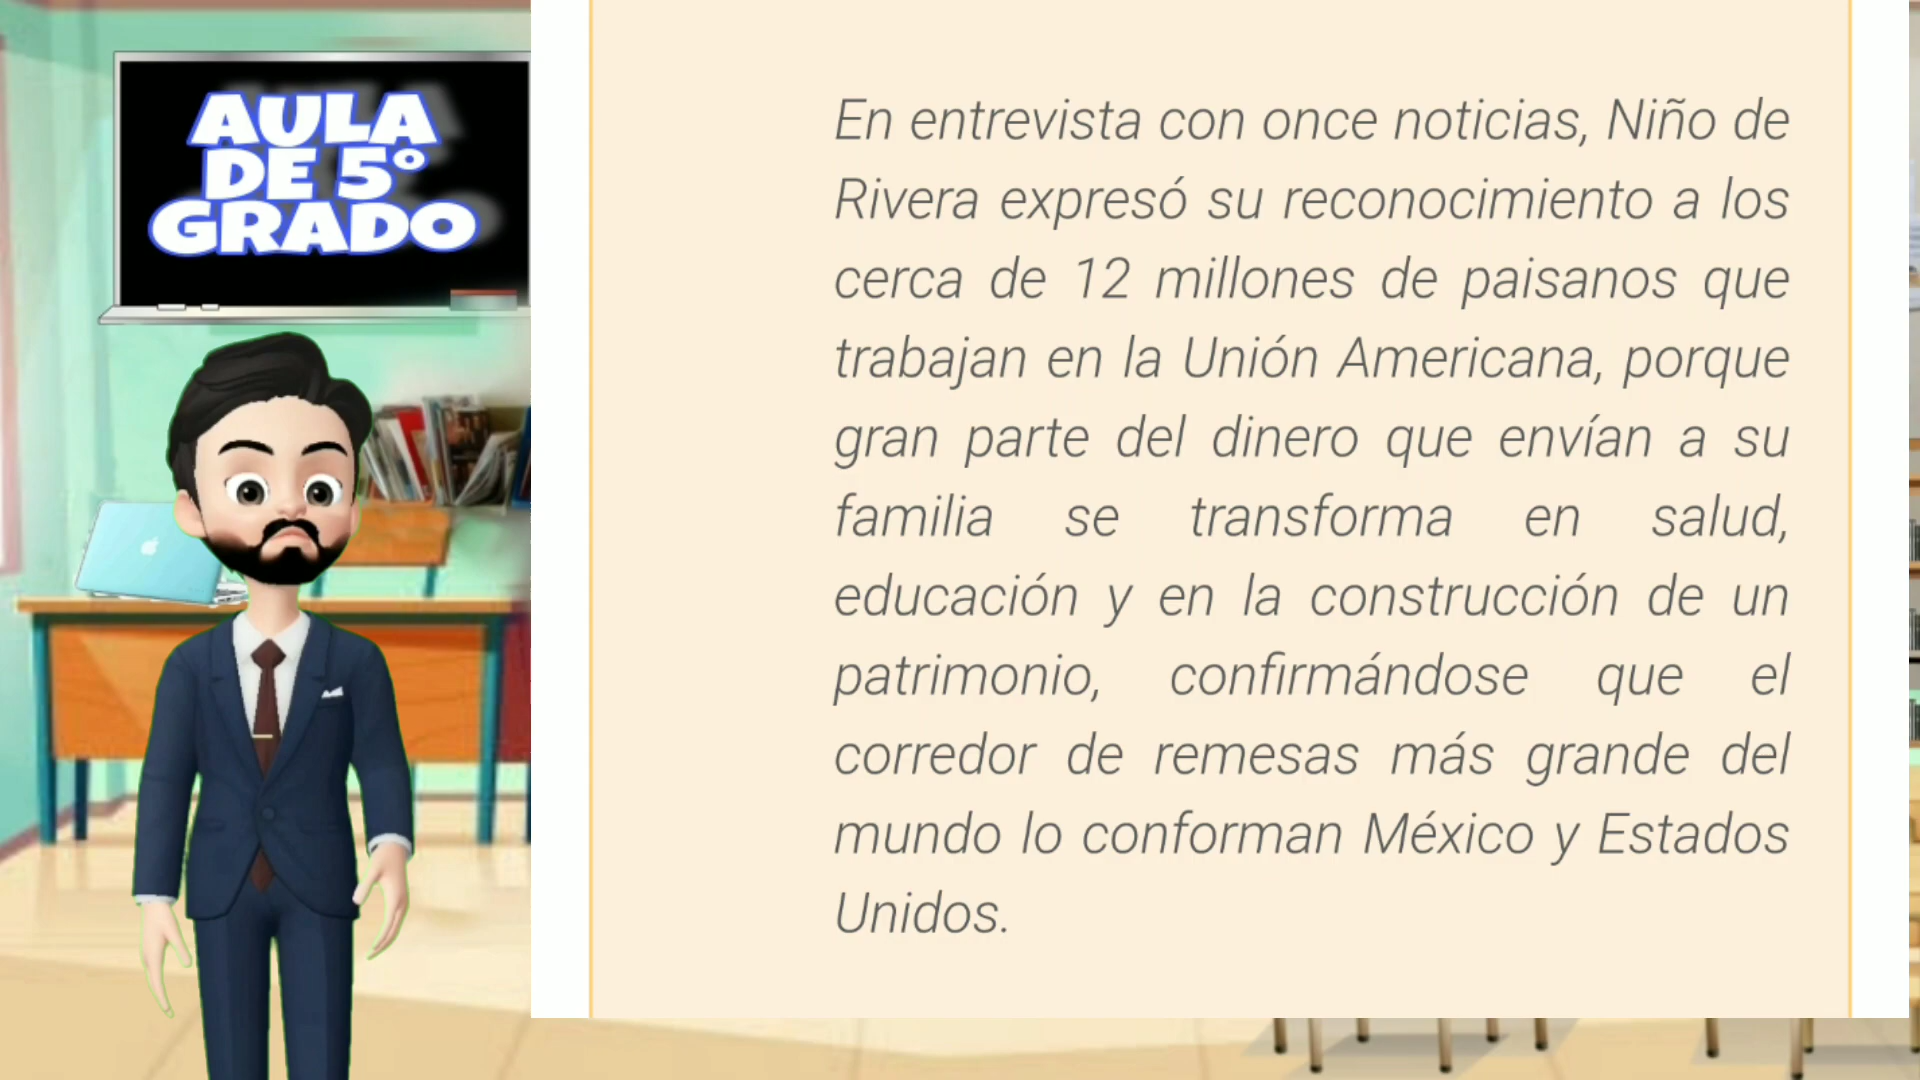 AULA
DE 5º
GRADO
En entrevista con once noticias, Niño de
Rivera expresó su reconocimiento a los
cerca de 12 millones de paisanos que
trabajan en la Unión Americana, porque
gran parte del dinero que envían a su
familia se transforma en salud,
educación y en la construcción de un
patrimonio, confirmándose que el
corredor de remesas más grande del
mundo lo conforman México y Estados
Unidos.